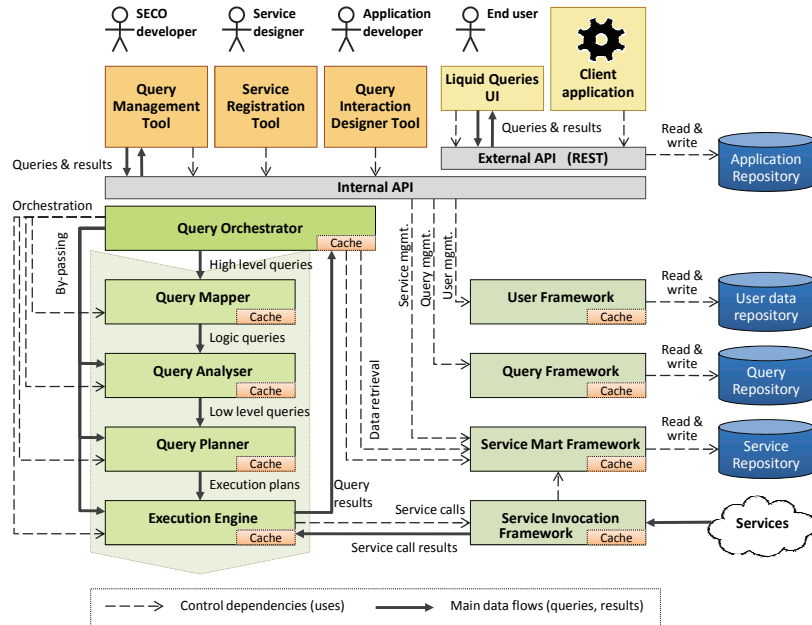 SECO
developer
Service
designer
Application
developer
End user
Query
Management
Tool
Service
Registration
Tool
Query
Interaction
Designer Tool
Liquid Queries
UI
Client
application
Queries & results
Read &
write
Application
Repository
Queries & results
External API (REST)
Internal API
Orchestration
Query Orchestrator
Cache
By-passing
High level queries
Service mgmt.
Query mgmt.
User mgmt.
Query Mapper
Cache
User Framework
Cache
Read &
write
User data
repository
Logic queries
Query Analyser
Cache
Data retrieval
Query Framework
Cache
Read &
write
Query
Repository
Low level queries
Query Planner
Cache
Service Mart Framework
Cache
Read &
write
Service
Repository
Execution plans
Query
results
Execution Engine
Cache
Service calls
Service call results
Service Invocation
Framework
Cache
Services
Control dependencies (uses)
Main data flows (queries, results)